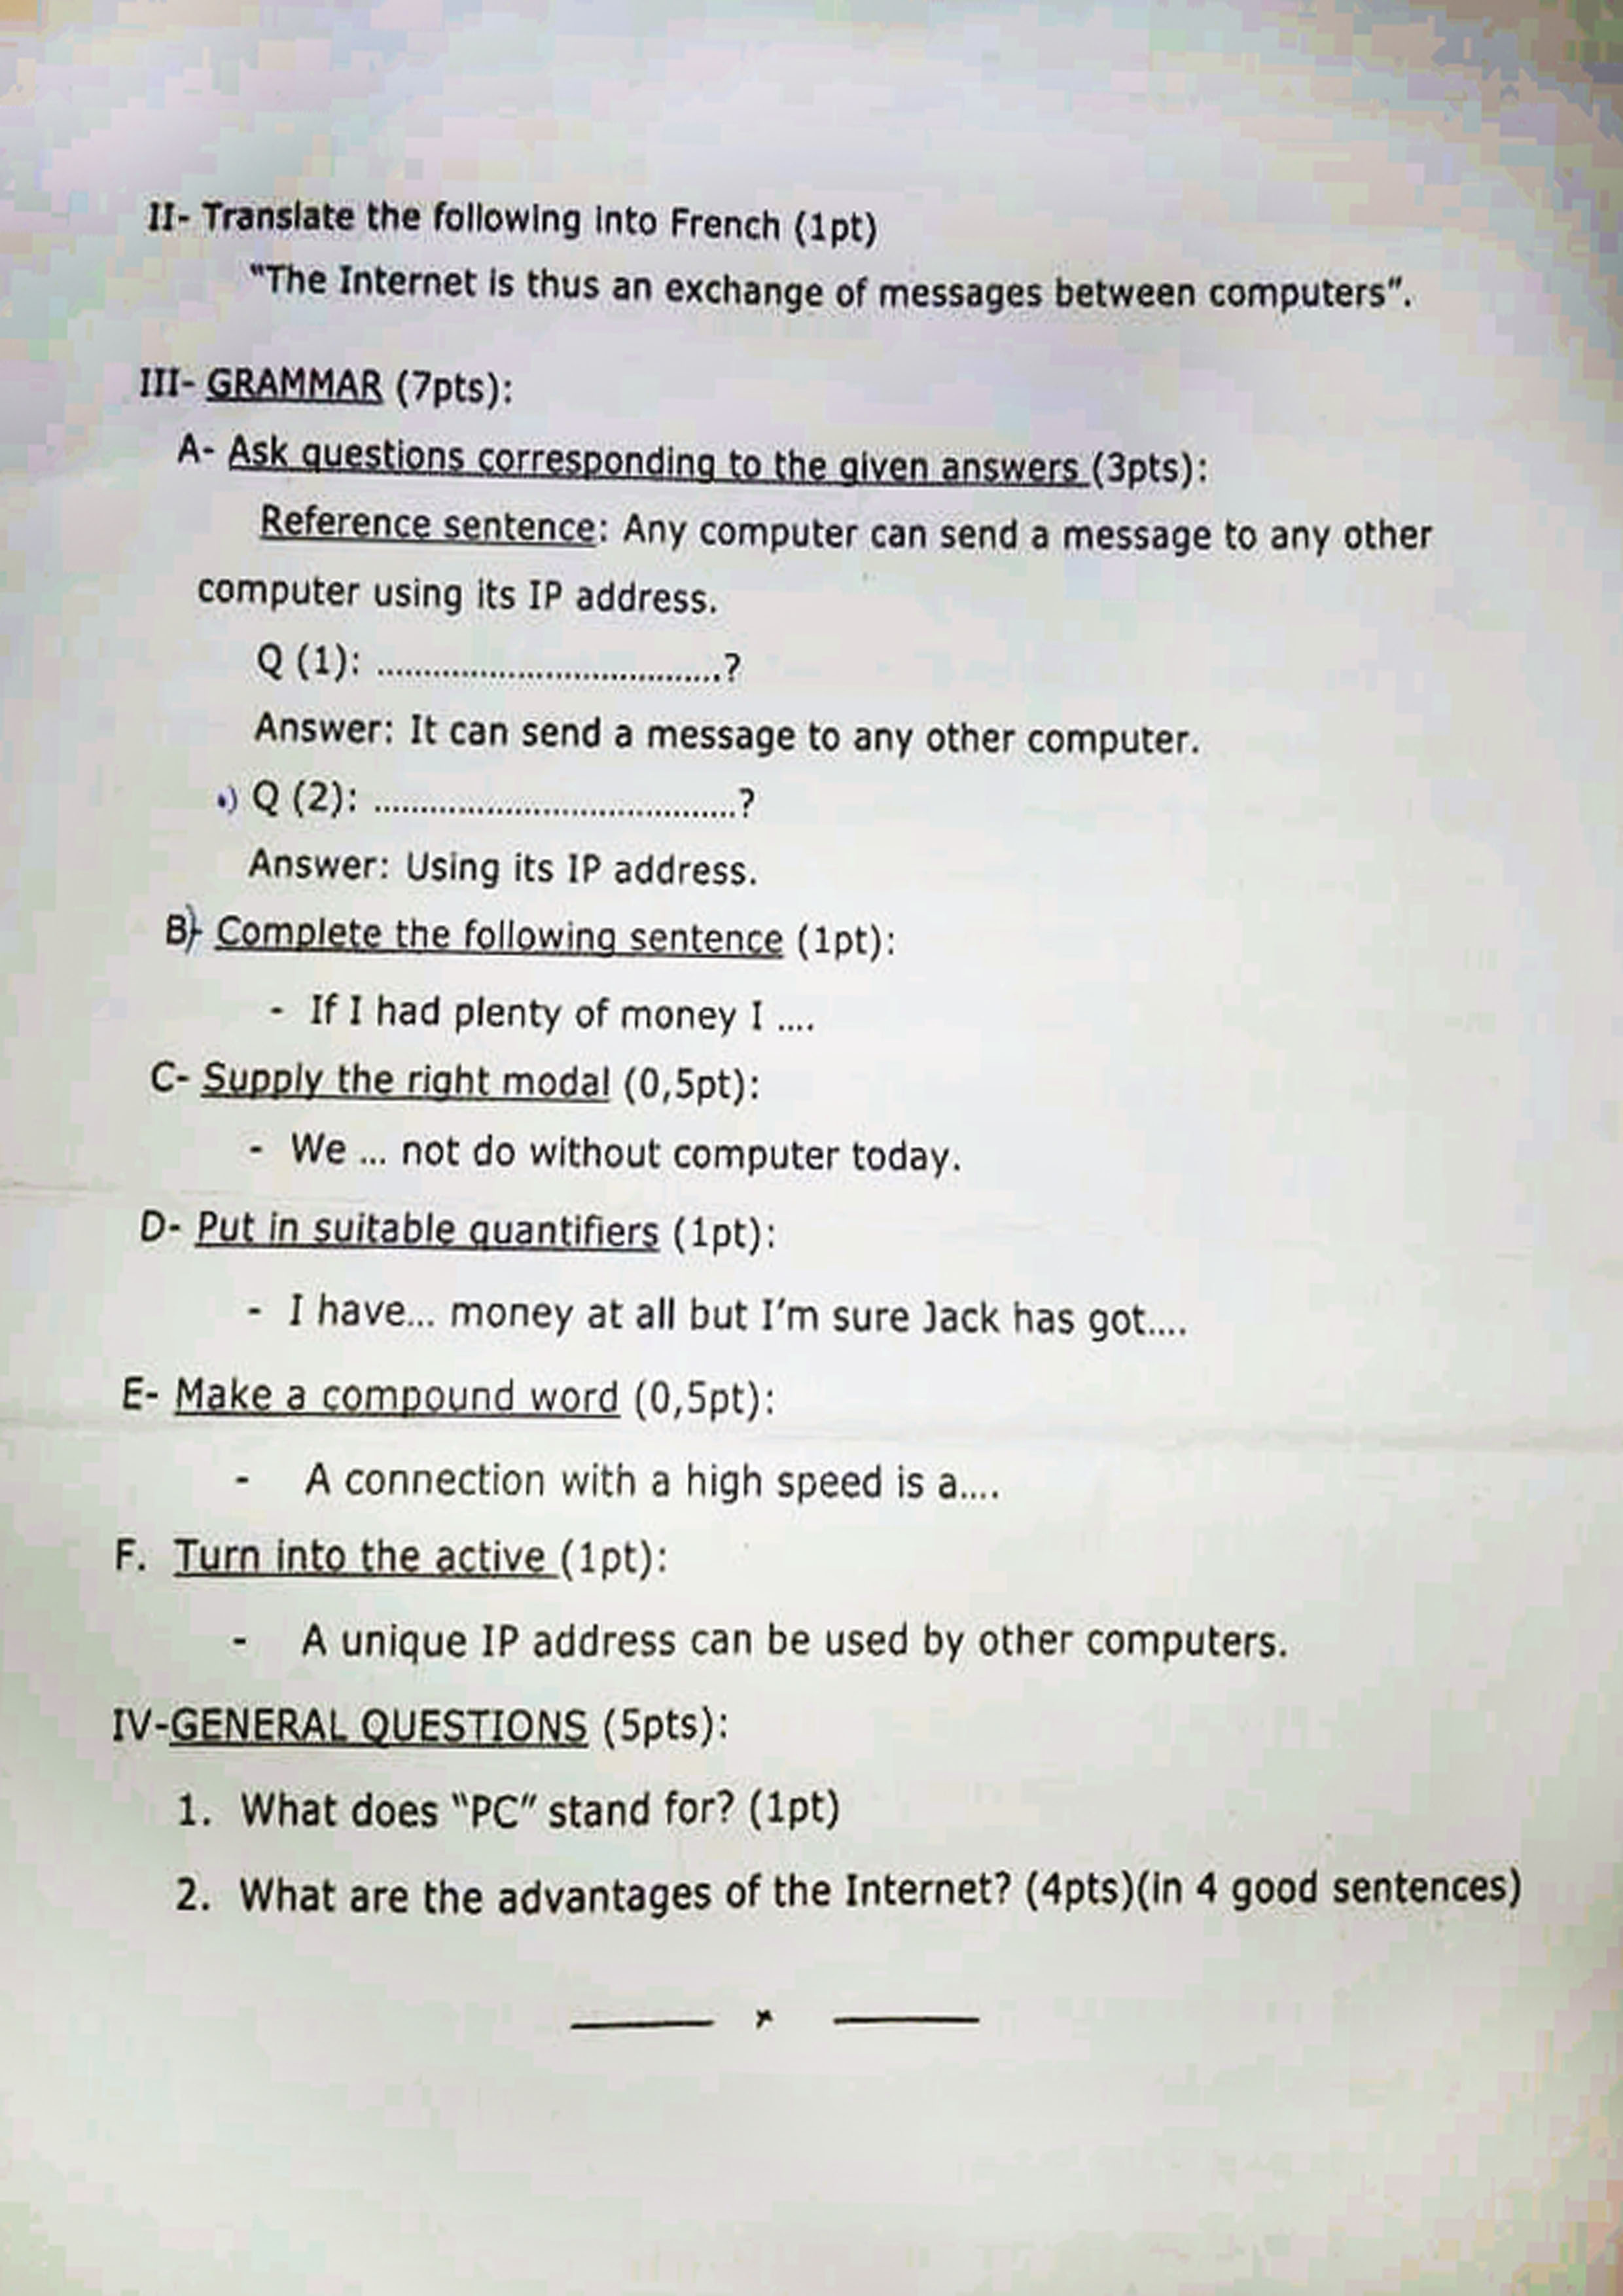 II- Translate the following into French (1pt)
"The Internet is thus an exchange of messages between computers".
III- GRAMMAR (7pts):
A- Ask questions corresponding to the given answers (3pts):
Reference sentence: Any computer can send a message to any other
computer using its IP address.
Q (1): .....................................?
Answer: It can send a message to any other computer.
•) Q (2): .......................................?
Answer: Using its IP address.
B)- Complete the following sentence (1pt):
- If I had plenty of money I ....
C- Supply the right modal (0,5pt):
- We ... not do without computer today.
D- Put in suitable quantifiers (1pt):
- I have... money at all but I'm sure Jack has got....
E- Make a compound word (0,5pt):
- A connection with a high speed is a....
F. Turn into the active (1pt):
- A unique IP address can be used by other computers.
IV-GENERAL QUESTIONS (5pts):
1. What does "PC" stand for? (1pt)
2. What are the advantages of the Internet? (4pts)(in 4 good sentences)